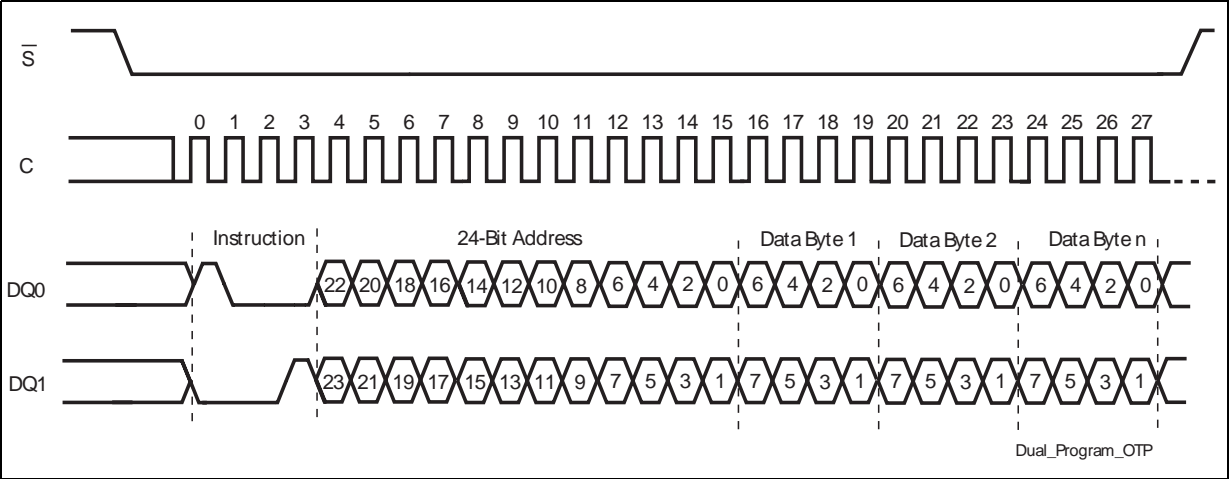 S
0 1 2 3 4 5 6 7 8 9 10 11 12 13 14 15 16 17 18 19 20 21 22 23 24 25 26 27
C
Instruction 24-Bit Address Data Byte 1 Data Byte 2 Data Byte n
DQ0 22 20 18 16 14 12 10 8 6 4 2 0 6 4 2 0 6 4 2 0 6 4 2 0
DQ1 23 21 19 17 15 13 11 9 7 5 3 1 7 5 3 1 7 5 3 1 7 5 3 1
Dual_Program_OTP